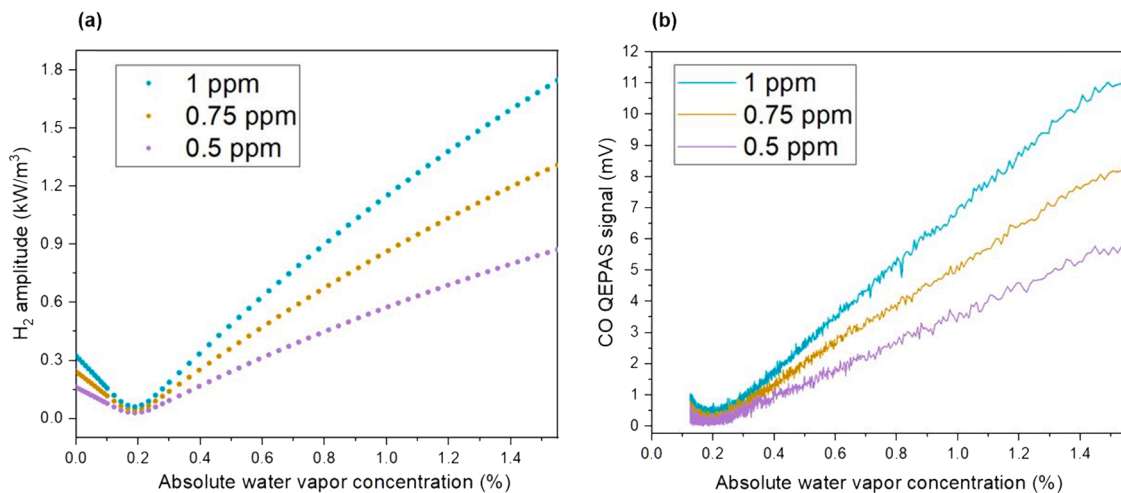 (a)
H₂ amplitude (kW/m³)
1.8
1.5
1.2
0.9
0.6
0.3
0.0
1 ppm
0.75 ppm
0.5 ppm
0.0 0.2 0.4 0.6 0.8 1.0 1.2 1.4
Absolute water vapor concentration (%)
(b)
CO QEPAS signal (mV)
12
11
10
9
8
7
6
5
4
3
2
1
0
1 ppm
0.75 ppm
0.5 ppm
0.0 0.2 0.4 0.6 0.8 1.0 1.2 1.4
Absolute water vapor concentration (%)